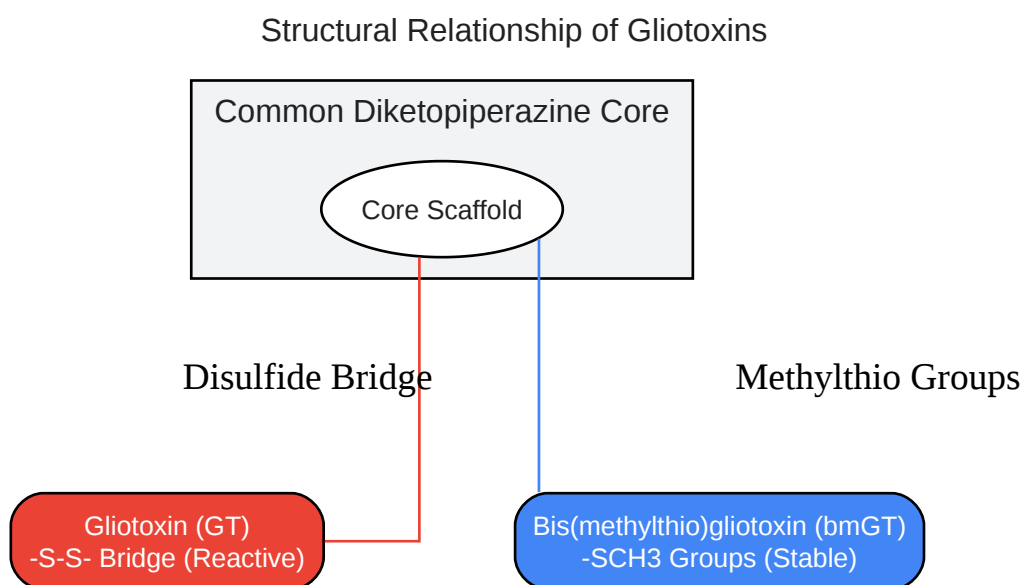 Structural Relationship of Gliotoxins
Common Diketopiperazine Core
Core Scaffold
Disulfide Bridge
Methylthio Groups
Gliotoxin (GT)
-S-S- Bridge (Reactive)
Bis(methylthio)gliotoxin (bmGT)
-SCH3 Groups (Stable)